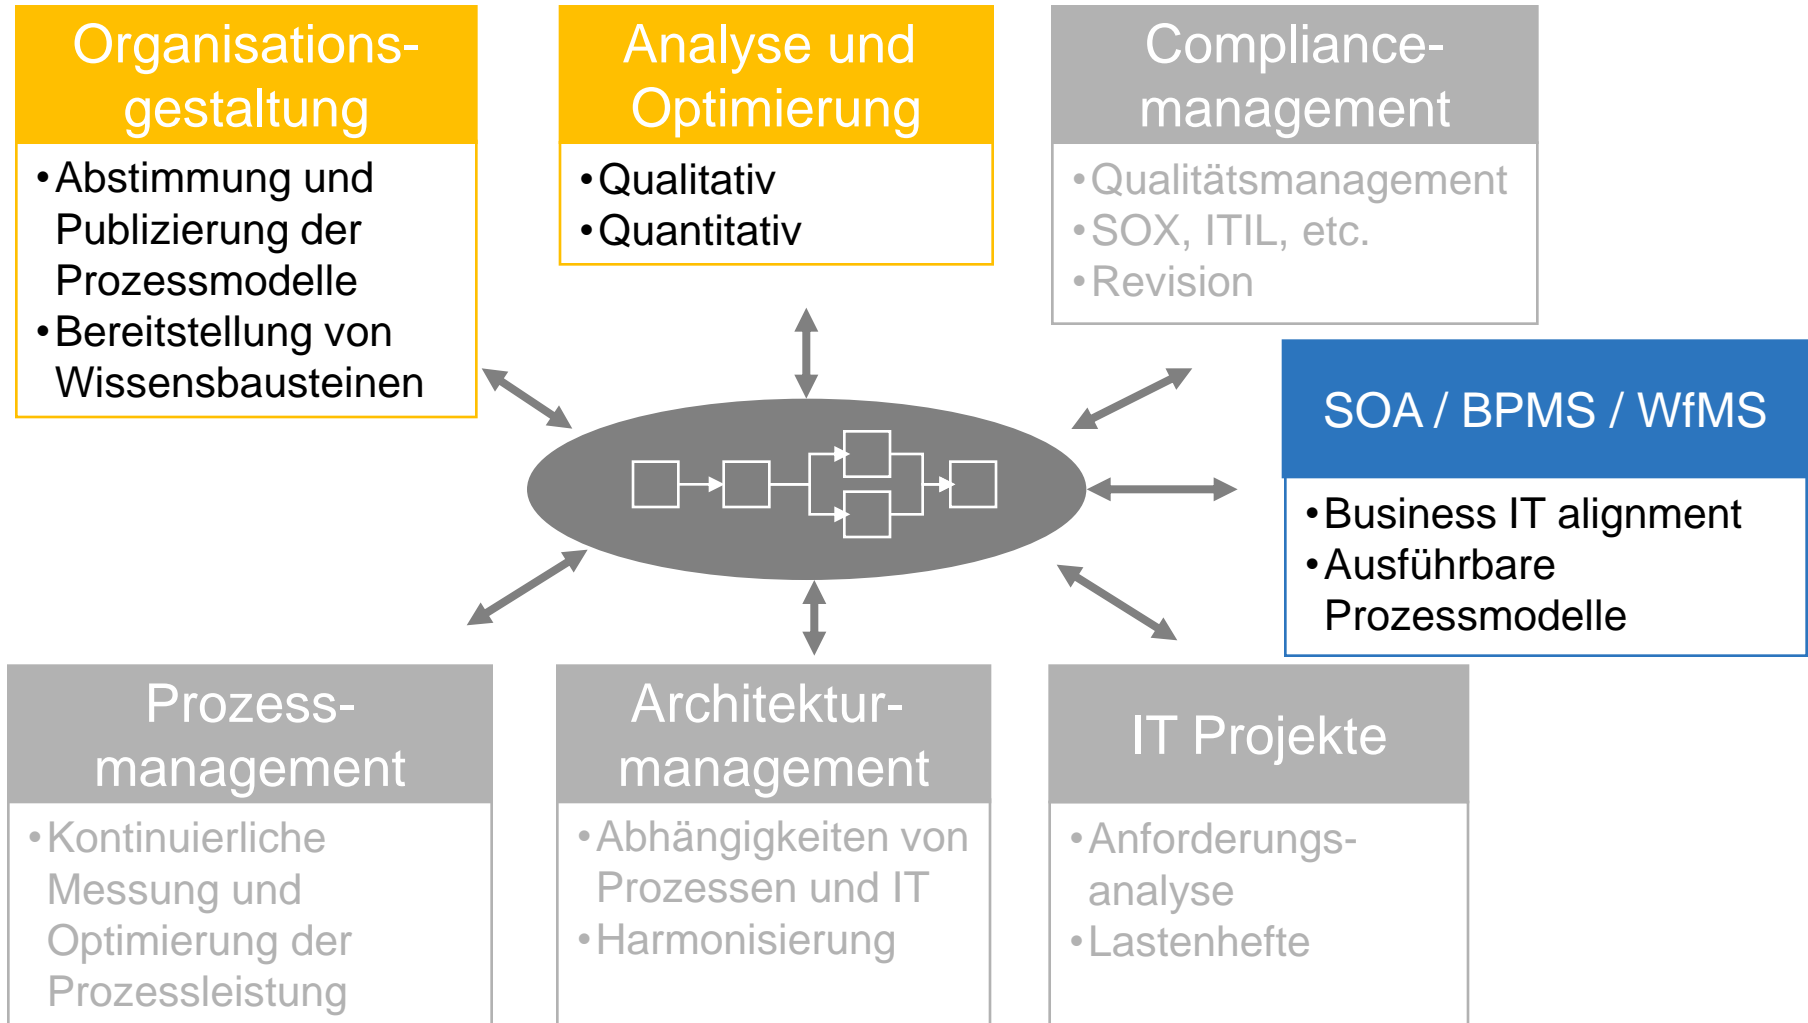 Organisations-
gestaltung
•Abstimmung und
Publizierung der
Prozessmodelle
•Bereitstellung von
Wissensbausteinen
Analyse und
Optimierung
•Qualitativ
•Quantitativ
Compliance-
management
•Qualitätsmanagement
•SOX, ITIL, etc.
•Revision
SOA / BPMS / WfMS
•Business IT alignment
•Ausführbare
Prozessmodelle
Prozess-
management
•Kontinuierliche
Messung und
Optimierung der
Prozessleistung
Architektur-
management
•Abhängigkeiten von
Prozessen und IT
•Harmonisierung
IT Projekte
•Anforderungs-
analyse
•Lastenhefte